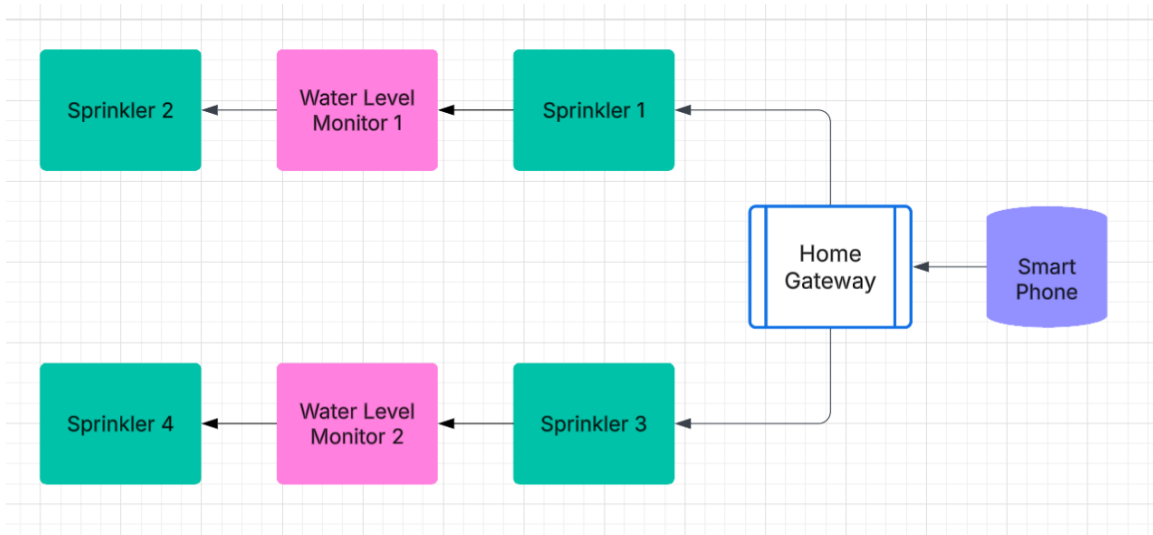 Sprinkler 2
Water Level
Monitor 1
Sprinkler 1
Home
Gateway
Smart
Phone
Sprinkler 4
Water Level
Monitor 2
Sprinkler 3